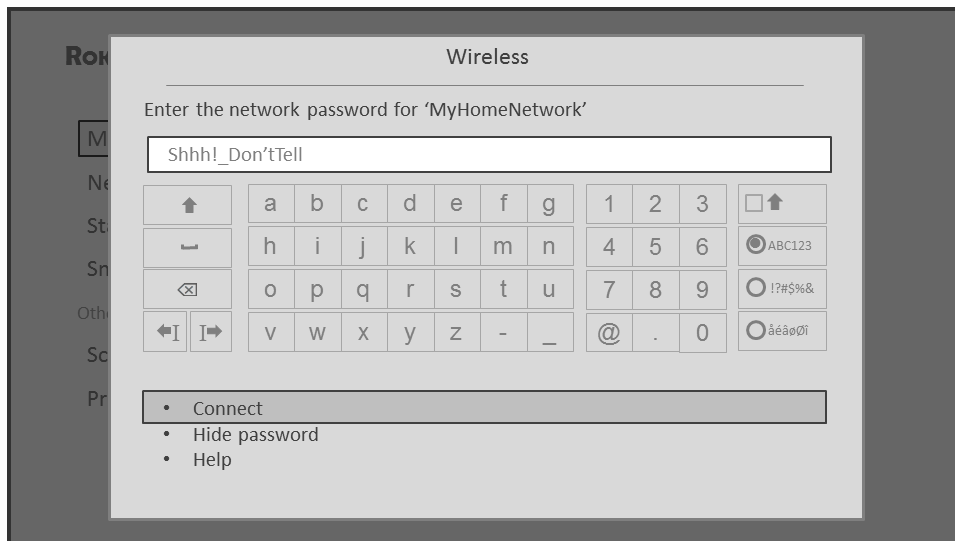 Wireless
Enter the network password for ‘MyHomeNetwork’
Shhh!_Don’tTell
a b c d e f g 1 2 3
h i j k l m n 4 5 6 ABC123
o p q r s t u 7 8 9 !?#$%&
v w x y z - _ @ . 0 åéâøØî
• Connect
• Hide password
• Help